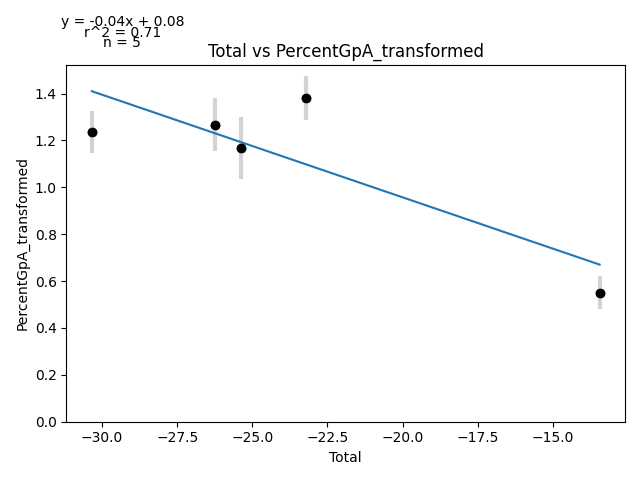 y = -0.04x + 0.08
r^2 = 0.71
n = 5
Total vs PercentGpA_transformed
PercentGpA_transformed
1.4
1.2
1.0
0.8
0.6
0.4
0.2
0.0
−30.0 −27.5 −25.0 −22.5 −20.0 −17.5 −15.0
Total